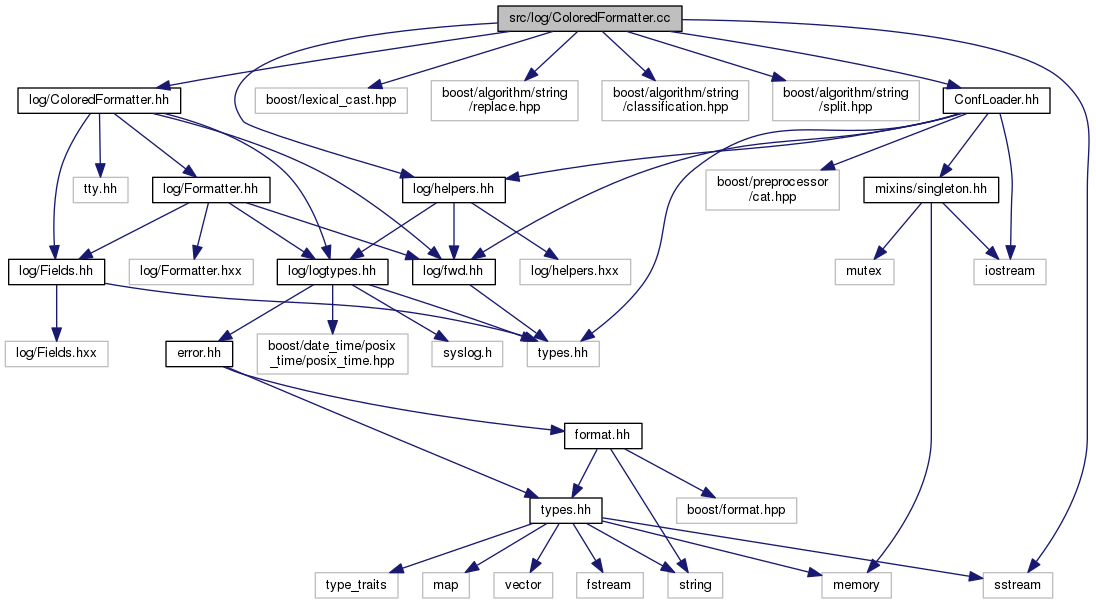 src/log/ColoredFormatter.cc
log/ColoredFormatter.hh
boost/lexical_cast.hpp
boost/algorithm/string
/replace.hpp
boost/algorithm/string
/classification.hpp
boost/algorithm/string
/split.hpp
ConfLoader.hh
tty.hh
log/Formatter.hh
log/helpers.hh
boost/preprocessor
/cat.hpp
mixins/singleton.hh
log/Fields.hh
log/Formatter.hxx
log/logtypes.hh
log/fwd.hh
log/helpers.hxx
mutex
iostream
log/Fields.hxx
error.hh
boost/date_time/posix
_time/posix_time.hpp
syslog.h
types.hh
format.hh
types.hh
boost/format.hpp
type_traits
map
vector
fstream
string
memory
sstream